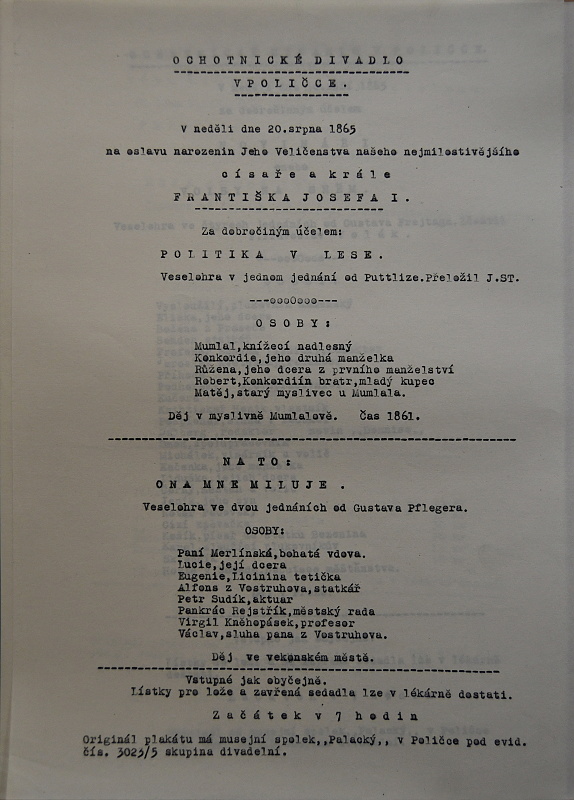 OCHOTNICKÉ DIVADLO
V POLIČCE.
V neděli dne 20.srpna 1865
na oslavu narozenin Jeho Veličenstva našeho nejmilostivějšího
císaře a krále
FRANTIŠKA JOSEFA I.
Za dobročiným účelem:
POLITIKA V LESE.
Veselohra v jednom jednání od Puttlize.Přeložil J.ST.
---ooo0ooo---
OSOBY:
Mumlal,knížecí nadlesný
Konkordie,jeho druhá manželka
Růžena,jeho dcera z prvního manželství
Robert,Konkordiin bratr,mladý kupec
Matěj,starý myslivec u Mumlala.
Děj v myslivně Mumlalově. Čas 1861.
NA TO:
ONA MNE MILUJE .
Veselohra ve dvou jednáních od Gustava Pflegera.
OSOBY:
Paní Merlínská,bohatá vdova.
Lucie,její dcera
Eugenie,Licinina tetička
Alfons z Vostruhova,statkář
Petr Sudík,aktuar
Pankrác Rejstřík,městský rada
Virgil Kněhopásek,profesor
Václav,sluha pana z Vostruhova.
Děj ve vekonském městě.
Vstupné jak obyčejně.
Lístky pro lože a zavřená sedadla lze v lékárně dostati.
Začátek v 7 hodin
Originál plakátu má musejní spolek,,Palacký,, v Poličce pod evid.
čís. 3023/5 skupina divadelní.